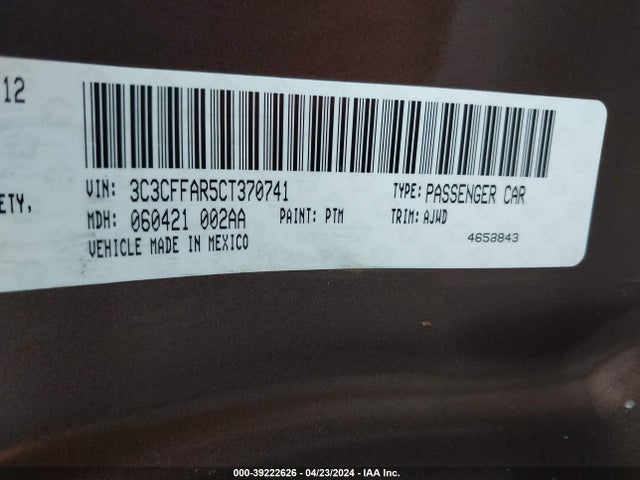 12
ETY,
VIN: 3C3CFFAR5CT370741 TYPE: PASSENGER CAR
MDH: 060421 002AA PAINT: PTM TRIM: AJWD
VEHICLE MADE IN MEXICO 4653843
000-39222626 - 04/23/2024 - IAA Inc.